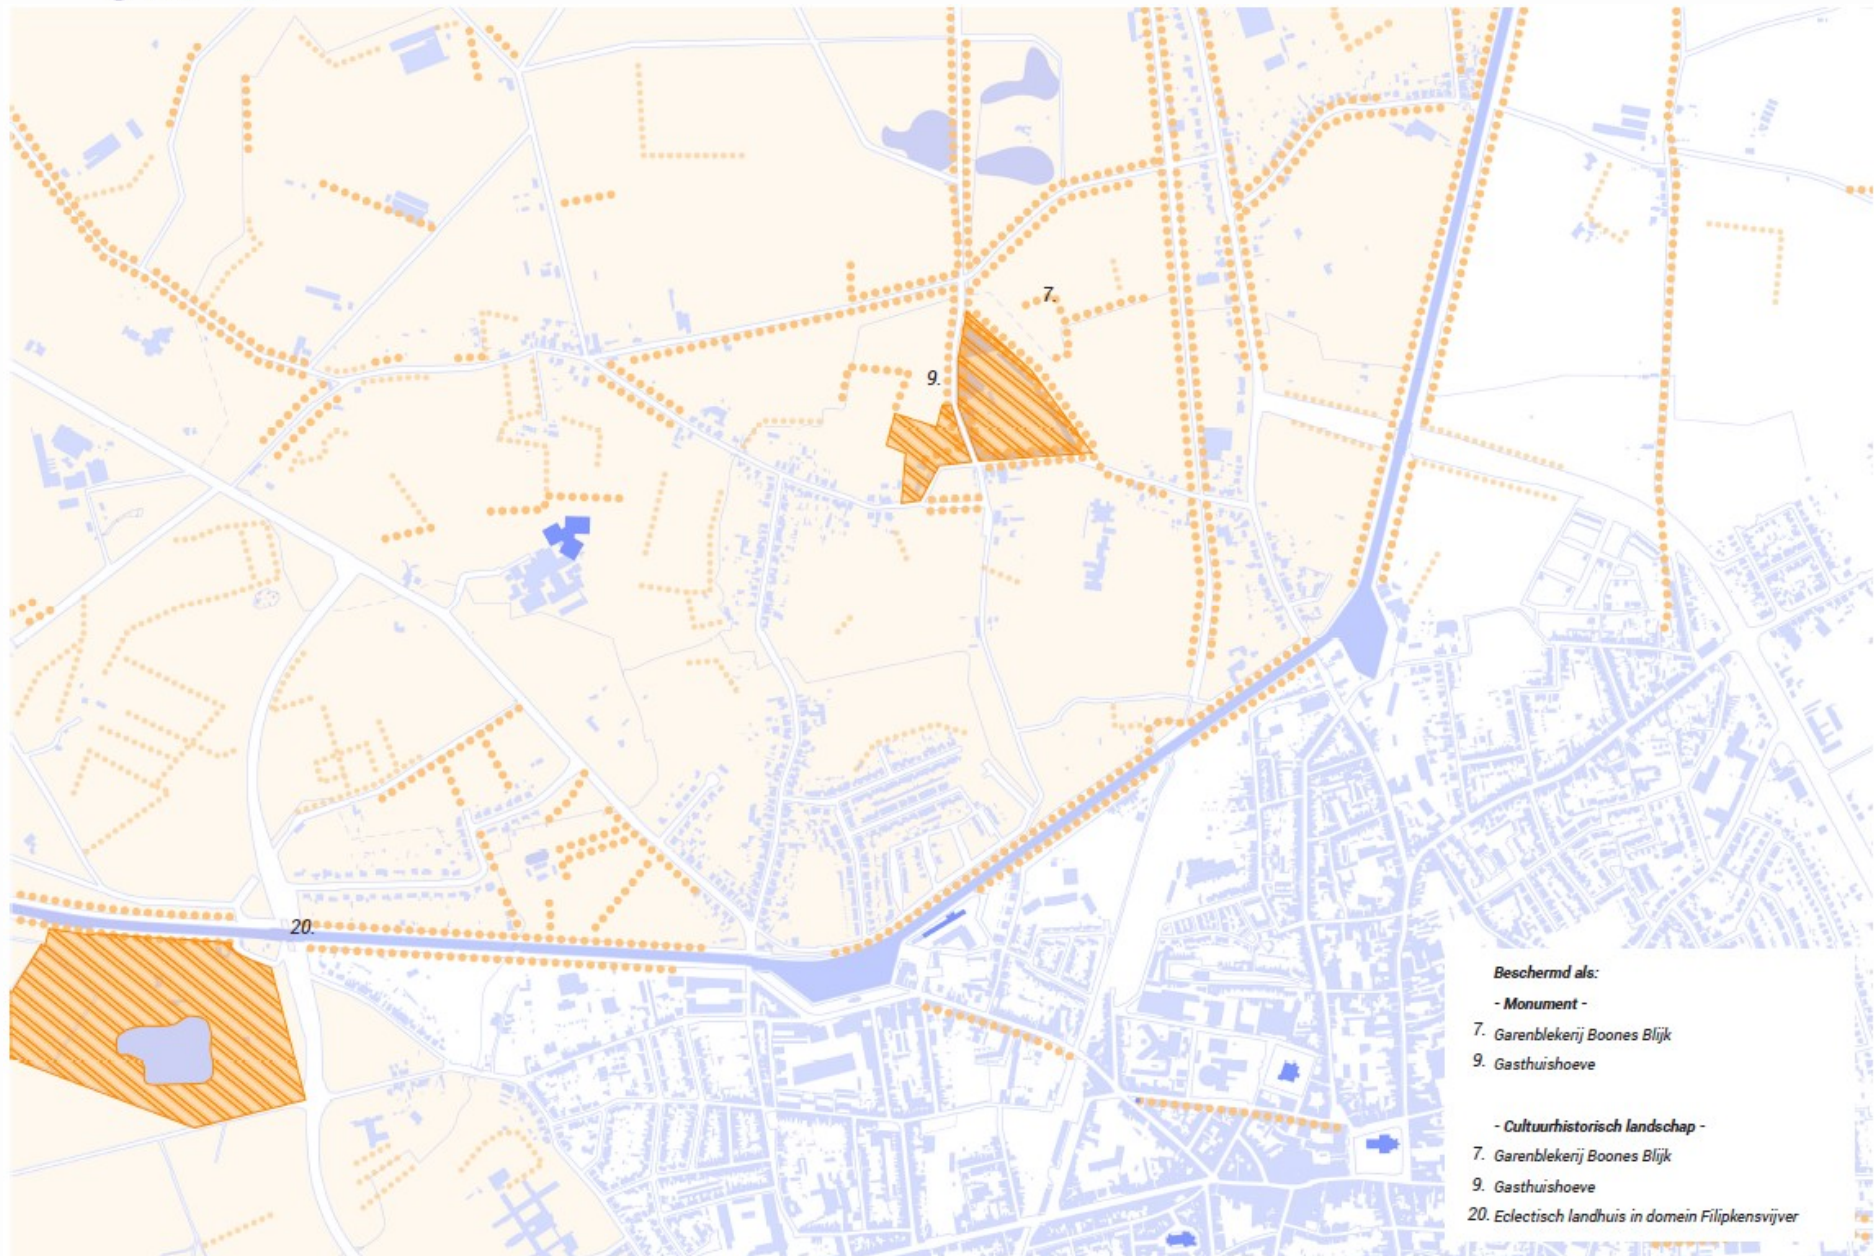 7.
9.
20.
Beschermd als:
- Monument -
7. Garenblekerij Boones Blijk
9. Gasthuishoeve
- Cultuurhistorisch landschap -
7. Garenblekerij Boones Blijk
9. Gasthuishoeve
20. Eclectisch landhuis in domein Filipkensvijver